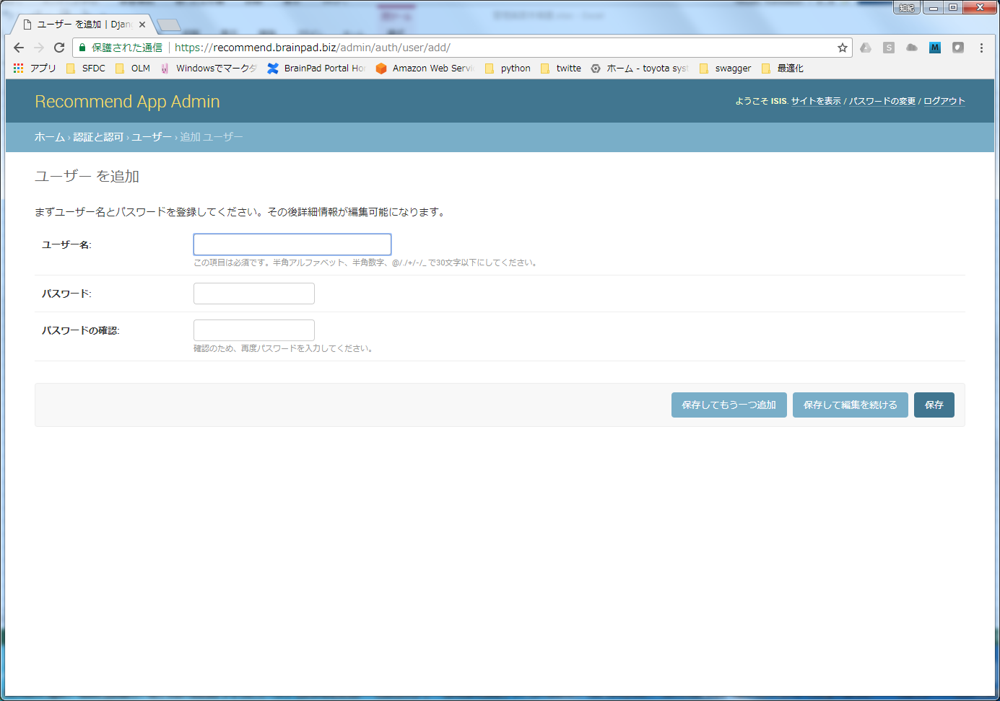 知紀
ユーザー を追加 | Djan
保護された通信 https://recommend.brainpad.biz/admin/auth/user/add/
アプリ SFDC OLM Windowsでマークダ BrainPad Portal Ho Amazon Web Servi python twitte ホーム - toyota syst swagger 最適化
Recommend App Admin
ようこそ ISIS. サイトを表示 / パスワードの変更 / ログアウト
ホーム › 認証と認可 › ユーザー › 追加 ユーザー
ユーザー を追加
まずユーザー名とパスワードを登録してください。その後詳細情報が編集可能になります。
ユーザー名:
この項目は必須です。半角アルファベット、半角数字、@/./+/-/_ で30文字以下にしてください。
パスワード:
パスワードの確認:
確認のため、再度パスワードを入力してください。
保存してもう一つ追加 保存して編集を続ける 保存